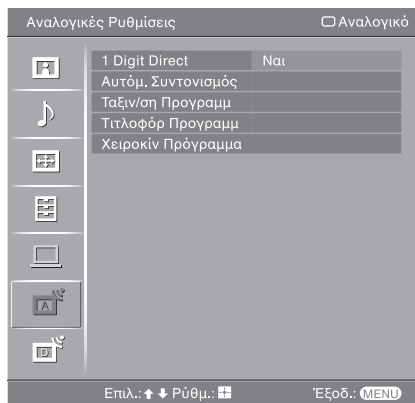 Αναλογικές Ρυθμίσεις Αναλογικό
1 Digit Direct Ναι
Αυτόμ. Συντονισμός
Ταξιν/ση Προγραμμ
Τιτλοφόρ Προγραμμ
Χειροκίν Πρόγραμμα
A
D
Επιλ.: Ρύθμ.: Έξοδ.: MENU